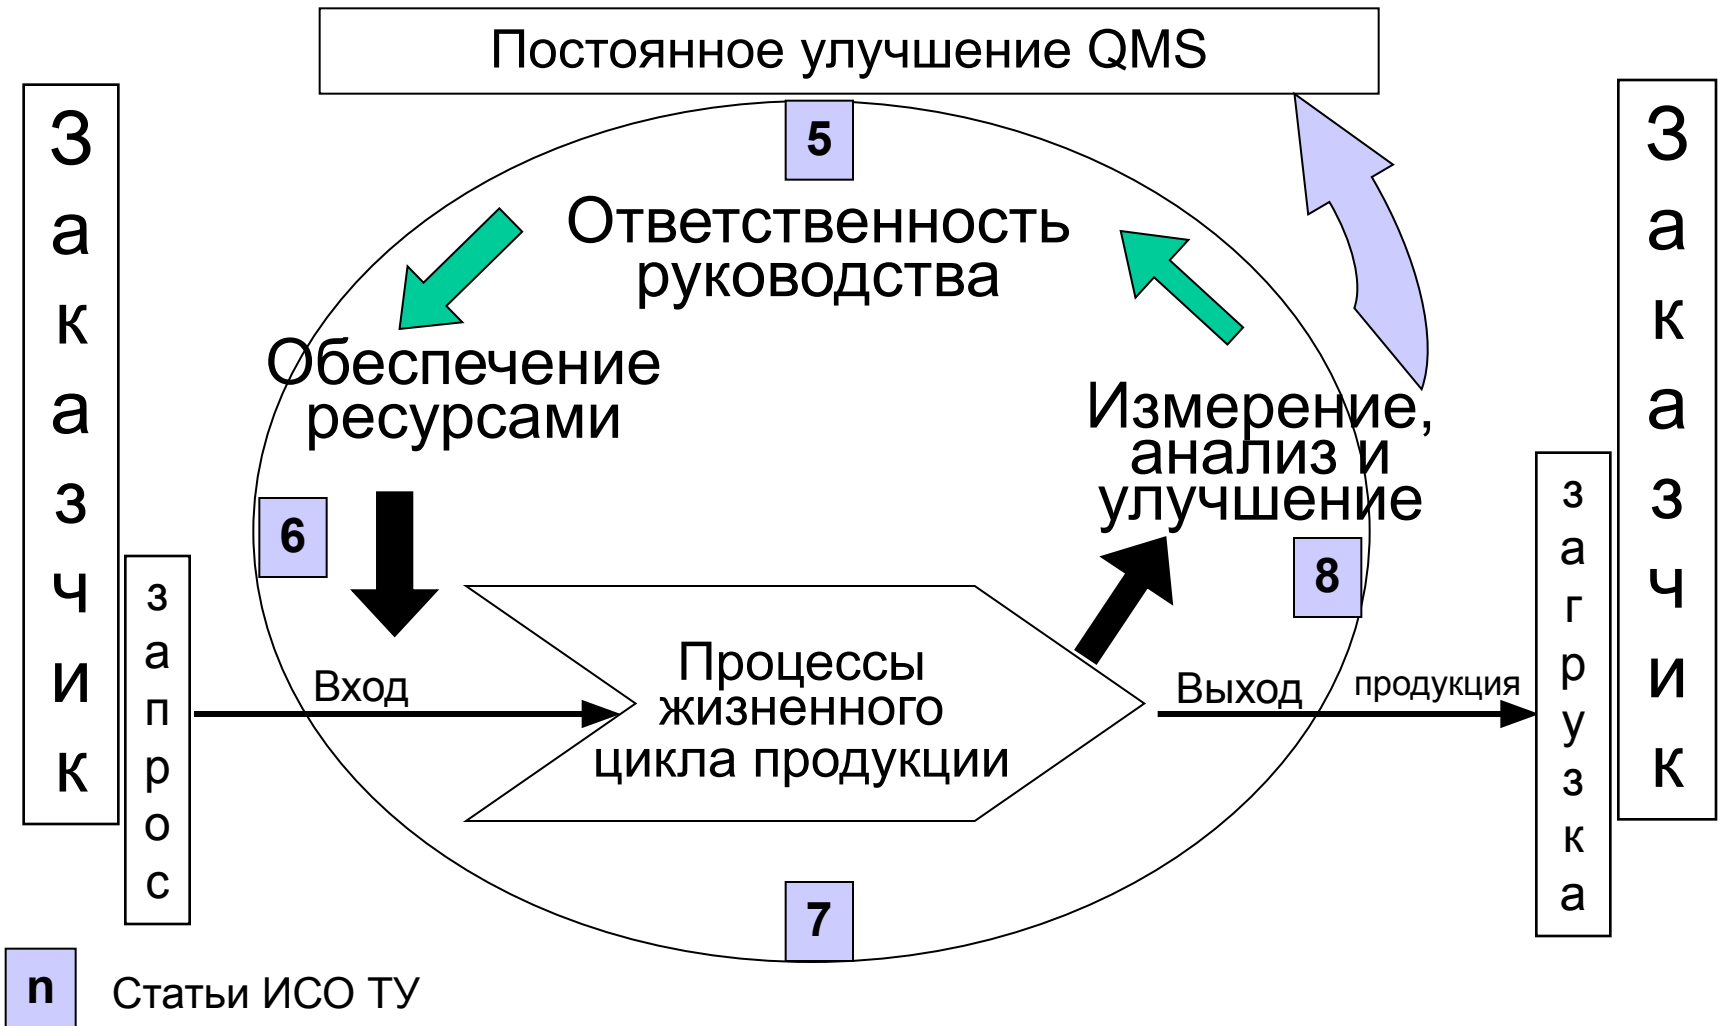 Постоянное улучшение QMS
Заказчик
запрос
5
Ответственность
руководства
Обеспечение
ресурсами
6
Измерение,
анализ и
улучшение
8
Вход
Процессы
жизненного
цикла продукции
Выход
продукция
7
загрузка
Заказчик
n
Статьи ИСО ТУ